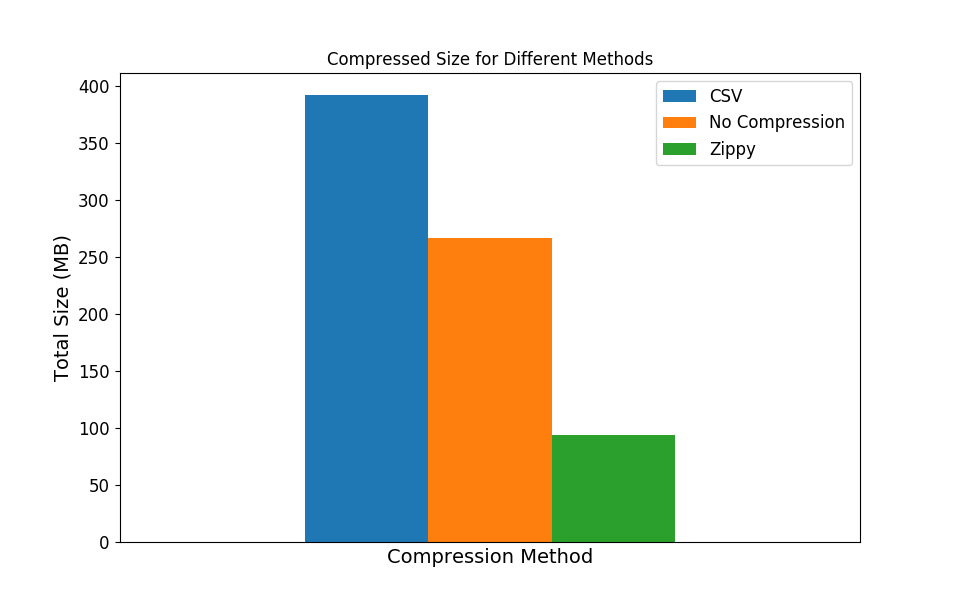 Compressed Size for Different Methods
CSV
No Compression
Zippy
Total Size (MB)
400
350
300
250
200
150
100
50
0
Compression Method